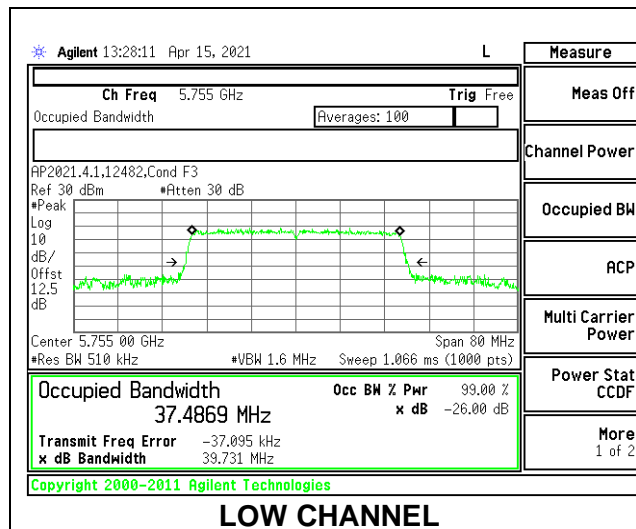 Agilent 13:28:11 Apr 15, 2021 L
Measure
Ch Freq 5.755 GHz Trig Free
Occupied Bandwidth Averages: 100
AP2021.4.1,12482,Cond F3
Ref 30 dBm #Atten 30 dB
#Peak
Log
10
dB/
Offst
12.5
dB
Center 5.755 00 GHz Span 80 MHz
#Res BW 510 kHz #VBW 1.6 MHz Sweep 1.066 ms (1000 pts)
Occupied Bandwidth Occ BW % Pwr 99.00 %
37.4869 MHz x dB -26.00 dB
Transmit Freq Error -37.095 kHz
x dB Bandwidth 39.731 MHz
Copyright 2000-2011 Agilent Technologies
Meas Off
Channel Power
Occupied BW
ACP
Multi Carrier
Power
Power Stat
CCDF
More
1 of 2
LOW CHANNEL